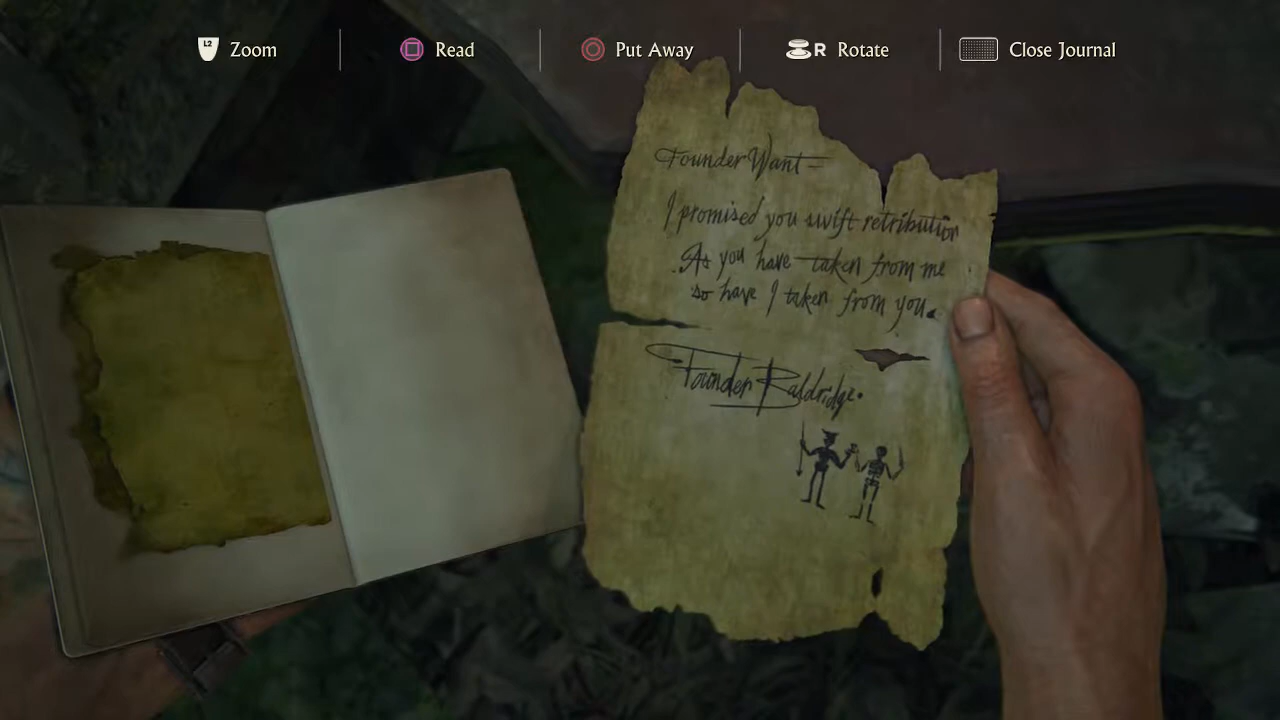 L2 Zoom
Read
Put Away
R Rotate
Close Journal
Founder Want—
I promised you swift retribution
As you have taken from me
so have I taken from you.
Founder Baldridge.